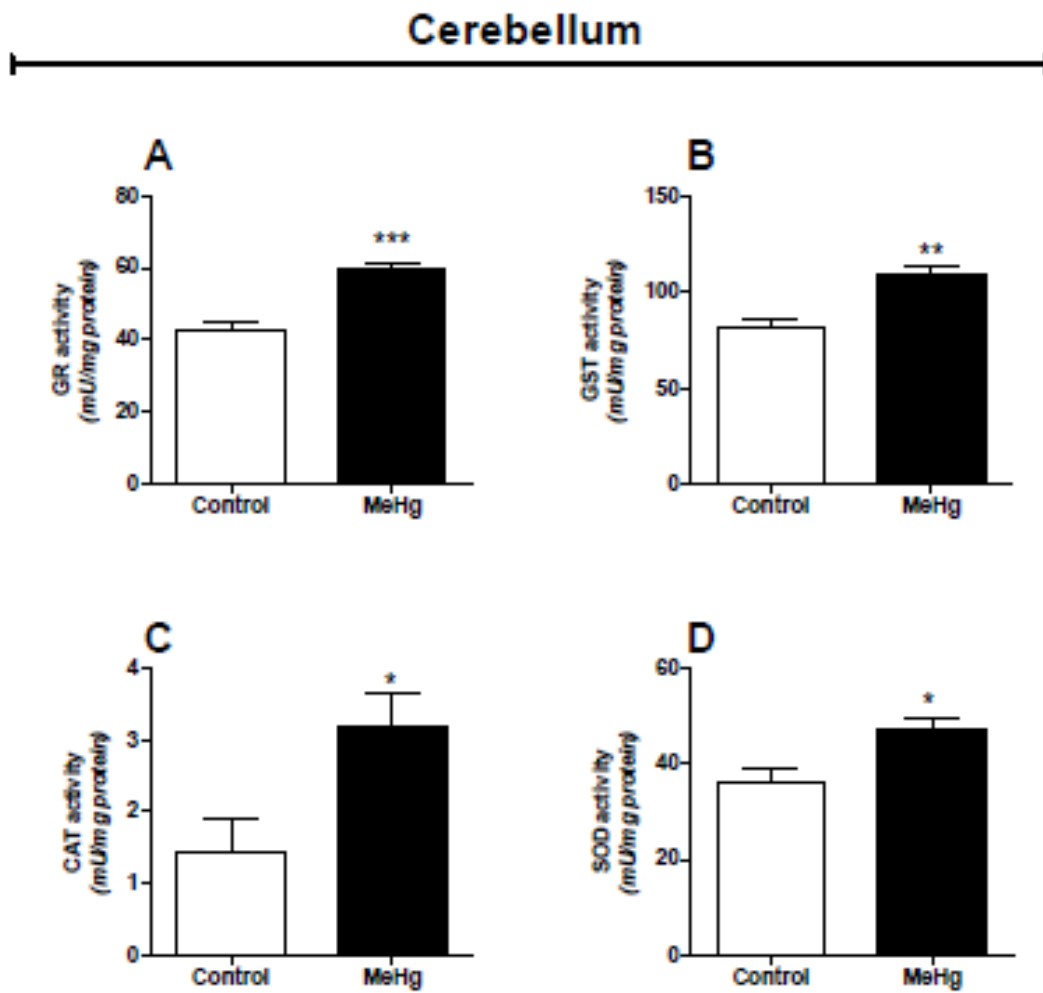 Cerebellum
A
80
60
40
20
0
GR activity
(mU/mg protein)
***
Control
MeHg
B
150
100
50
0
GST activity
(mU/mg protein)
**
Control
MeHg
C
4
3
2
1
0
CAT activity
(mU/mg protein)
*
Control
MeHg
D
60
40
20
0
SOD activity
(mU/mg protein)
*
Control
MeHg